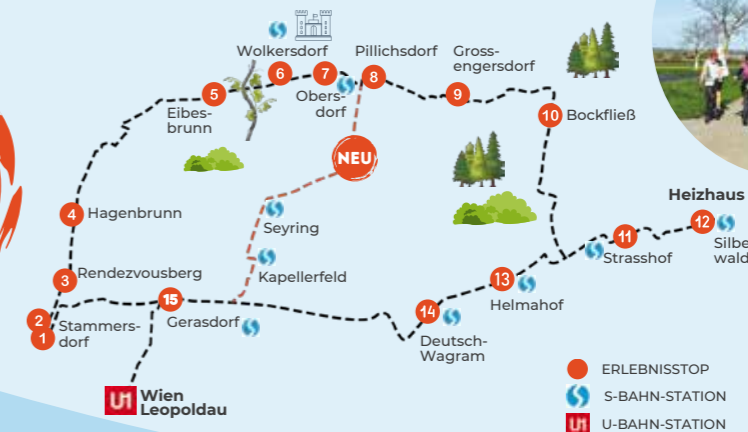 Wolkersdorf
Pillichsdorf
Gross-
engersdorf
6
7
8
5
9
Obers-
dorf
Eibes-
brunn
10
Bockfließ
NEU
4
Hagenbrunn
Seyring
Heizhaus
12
11
Silbe
wald
Strasshof
3
Rendezvousberg
Kapellerfeld
13
Helmahof
15
Gerasdorf
14
Deutsch-
Wagram
2
1
Stammers-
dorf
U1
Wien
Leopoldau
ERLEBNISSTOP
S-BAHN-STATION
U1
U-BAHN-STATION